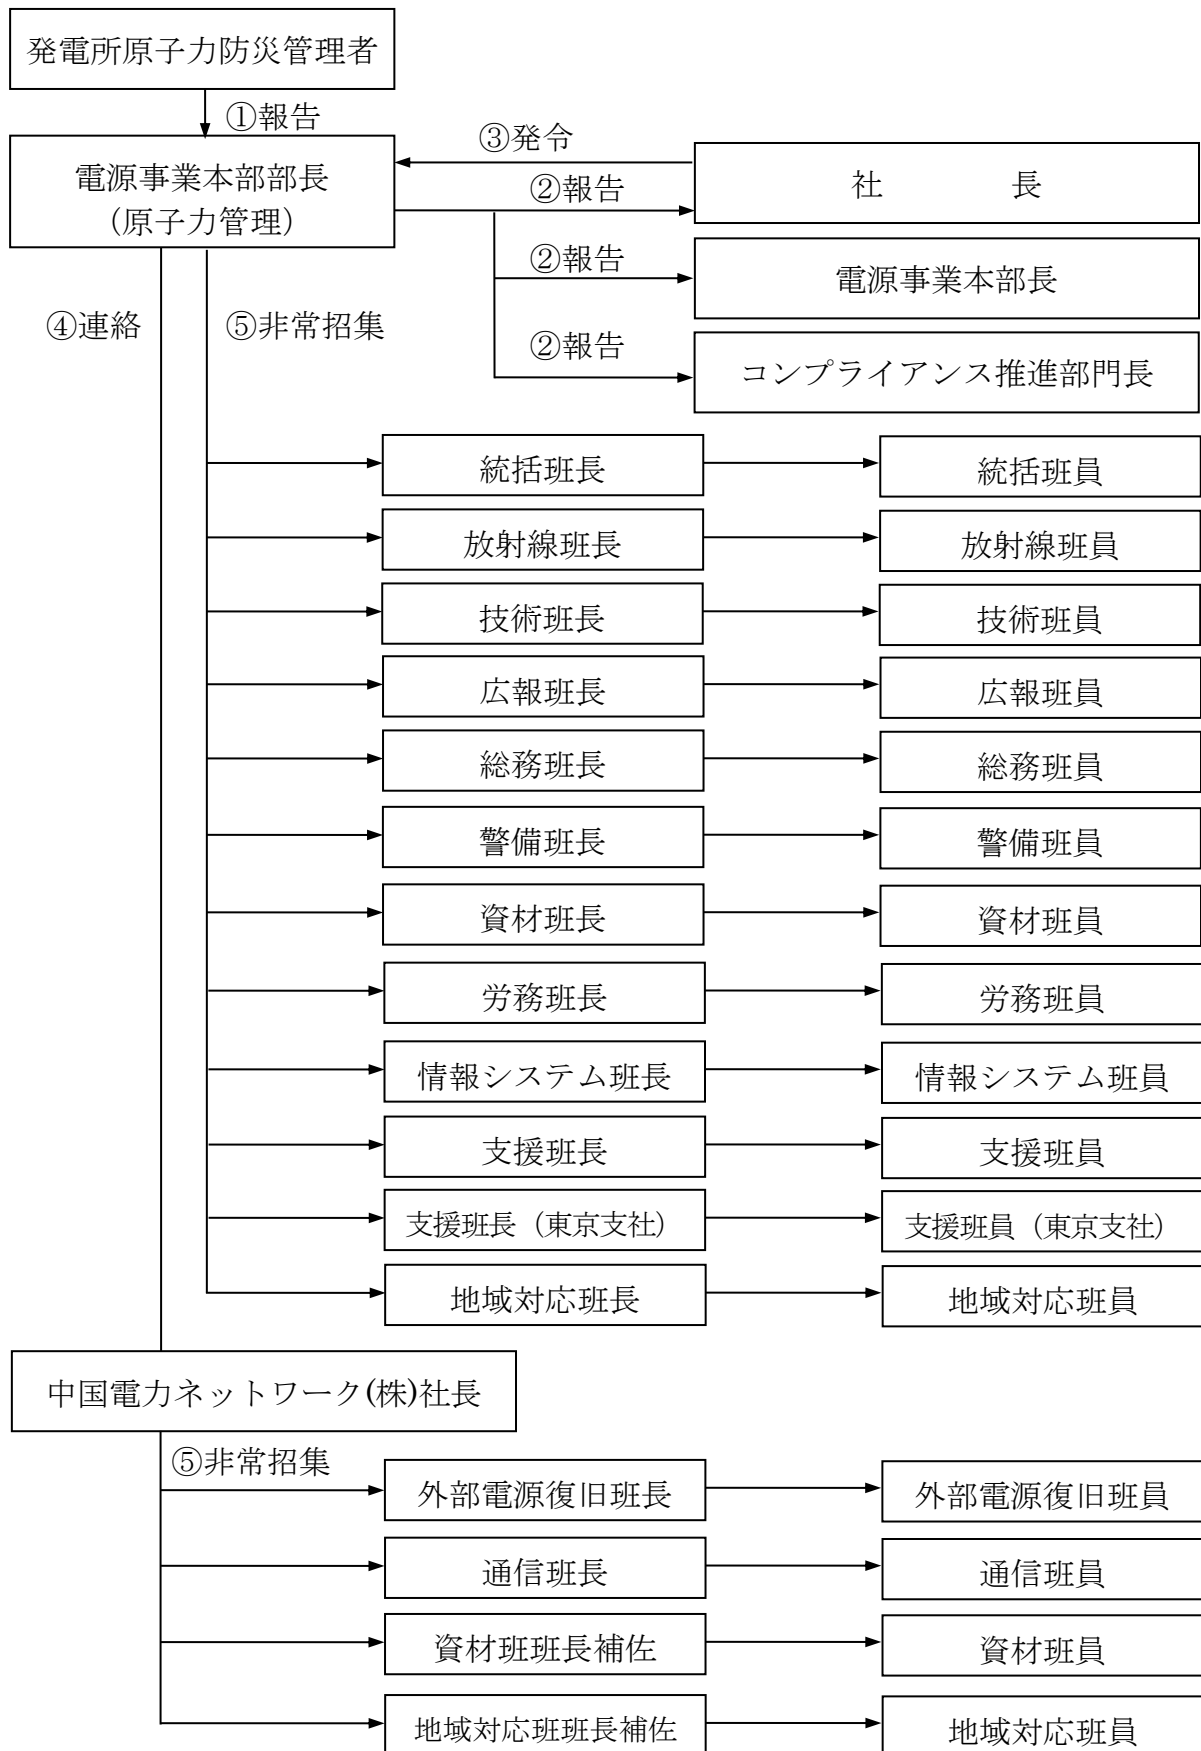 発電所原子力防災管理者
①報告
電源事業本部部長
（原子力管理）
③発令
②報告
社　　　　長
②報告
電源事業本部長
②報告
コンプライアンス推進部門長
④連絡
⑤非常招集
統括班長
統括班員
放射線班長
放射線班員
技術班長
技術班員
広報班長
広報班員
総務班長
総務班員
警備班長
警備班員
資材班長
資材班員
労務班長
労務班員
情報システム班長
情報システム班員
支援班長
支援班員
支援班長（東京支社）
支援班員（東京支社）
地域対応班長
地域対応班員
中国電力ネットワーク(株)社長
⑤非常招集
外部電源復旧班長
外部電源復旧班員
通信班長
通信班員
資材班班長補佐
資材班員
地域対応班班長補佐
地域対応班員